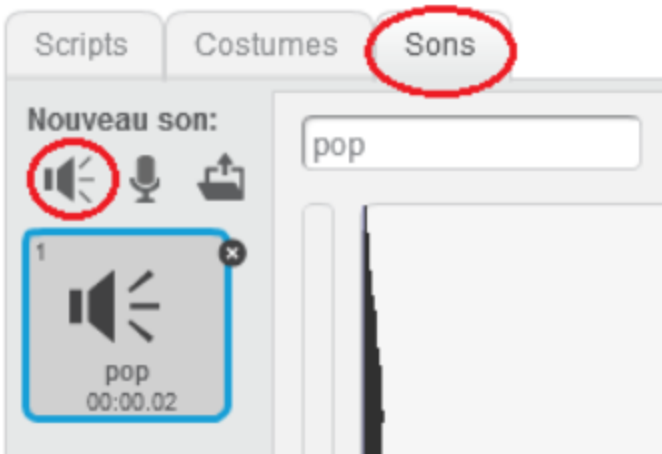 Scripts Costumes Sons
Nouveau son:
pop
1
pop
00:00.02